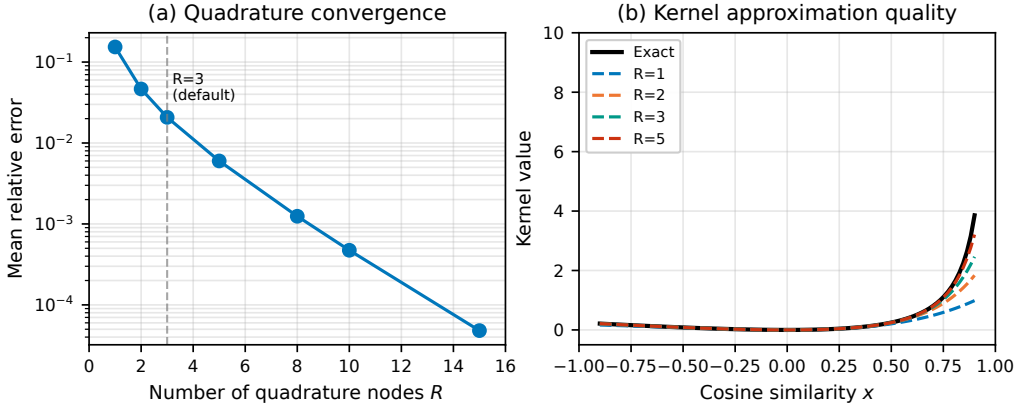 (a) Quadrature convergence
Mean relative error
10⁻¹
10⁻²
10⁻³
10⁻⁴
R=3
(default)
0 2 4 6 8 10 12 14 16
Number of quadrature nodes R
(b) Kernel approximation quality
Kernel value
10
8
6
4
2
0
Exact
R=1
R=2
R=3
R=5
−1.00 −0.75 −0.50 −0.25 0.00 0.25 0.50 0.75 1.00
Cosine similarity x